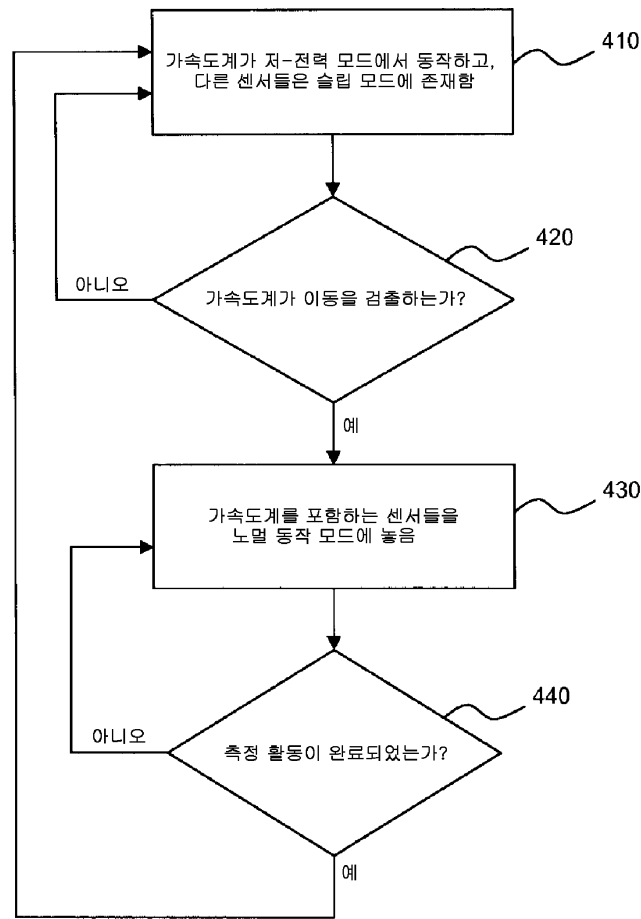 가속도계가 저-전력 모드에서 동작하고,
다른 센서들은 슬립 모드에 존재함
410
420
가속도계가 이동을 검출하는가?
아니오
예
430
가속도계를 포함하는 센서들을
노멀 동작 모드에 놓음
440
측정 활동이 완료되었는가?
아니오
예